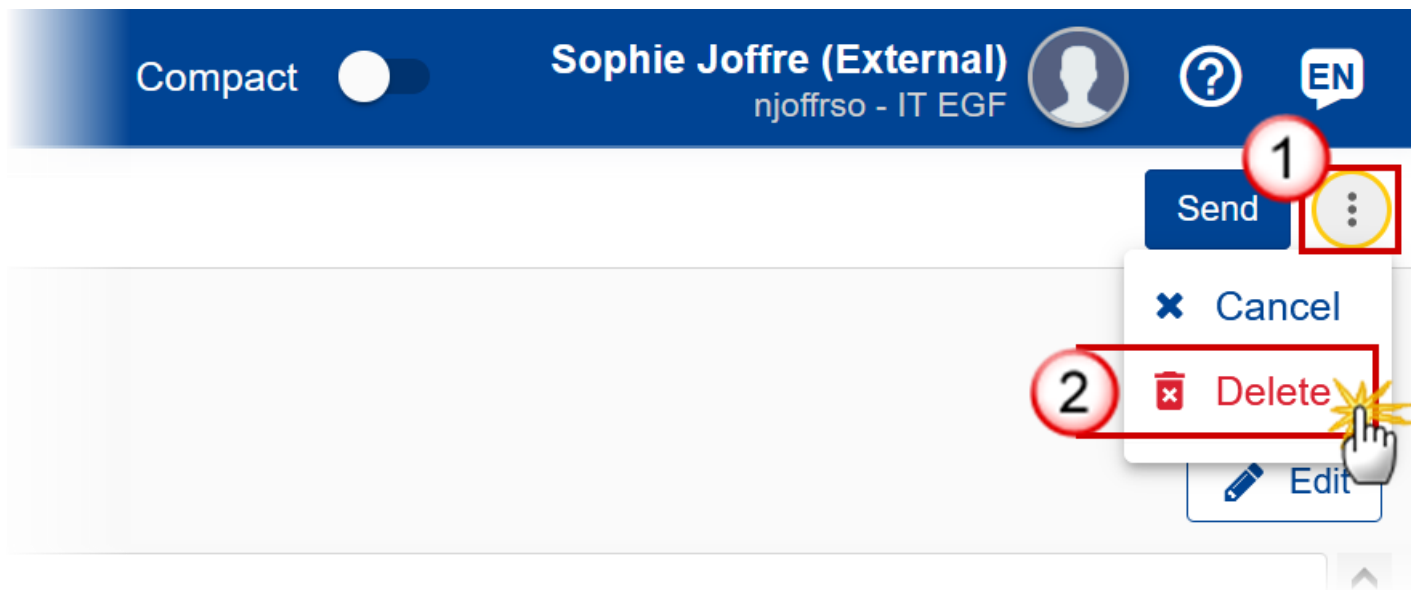 Compact
Sophie Joffre (External)
njoffrso - IT EGF
EN
1
Send
Cancel
2
Delete
Edit